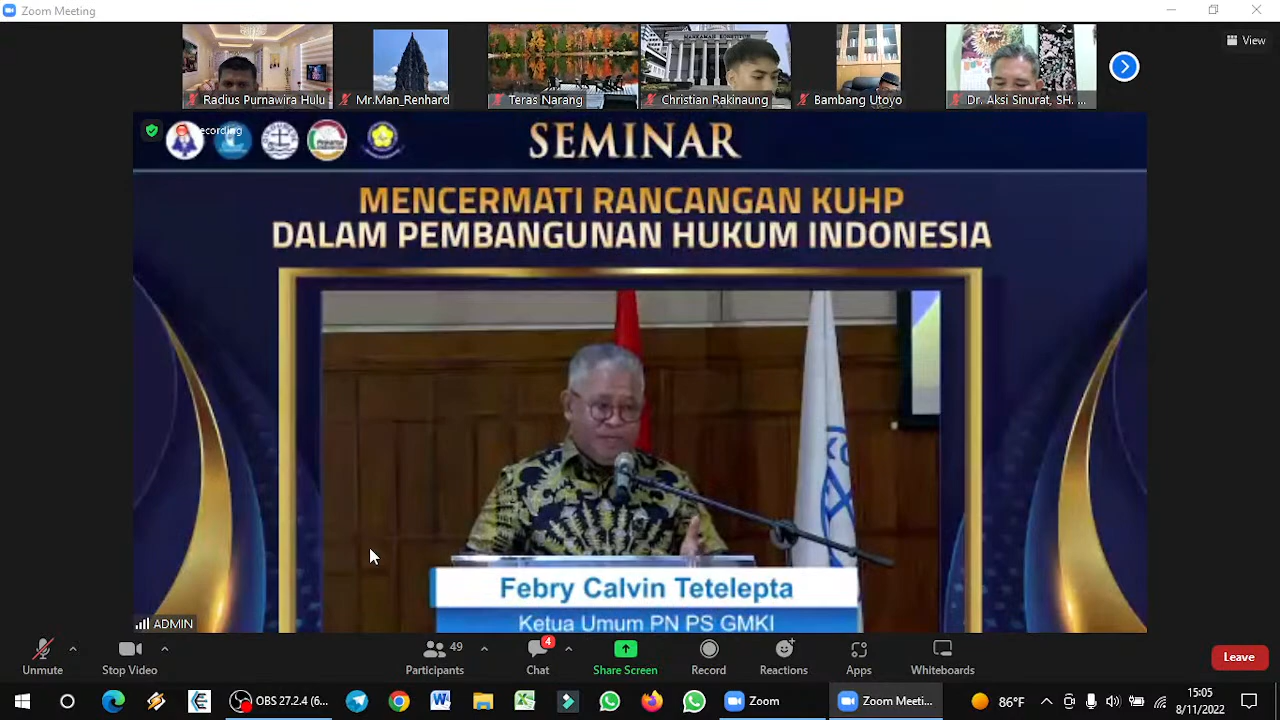 Zoom Meeting
View
Radius Purnawira Hulu
Mr.Man_Renhard
Teras Narang
MAHKAMAH KONSTITUSI
Christian Rakinaung
Bambang Utoyo
Dr. Aksi Sinurat, SH. ...
Recording
SEMINAR
MENCERMATI RANCANGAN KUHP
DALAM PEMBANGUNAN HUKUM INDONESIA
Febry Calvin Tetelepta
Ketua Umum PN PS GMKI
ADMIN
Unmute
Stop Video
49
Participants
4
Chat
Share Screen
Record
Reactions
Apps
Whiteboards
Leave
OBS 27.2.4 (6...
Zoom
Zoom Meeti...
86°F
15:05
8/11/2022